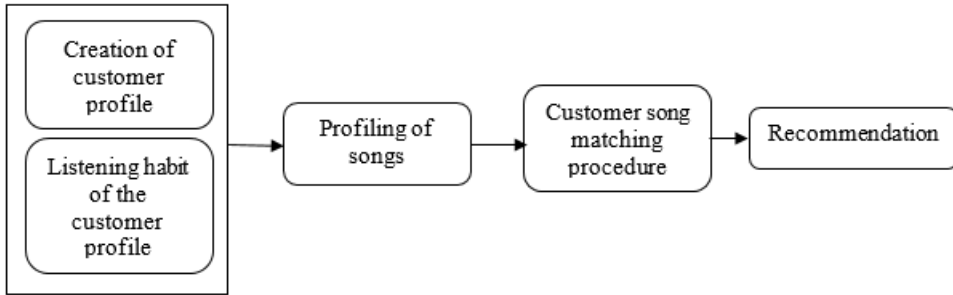 Creation of
customer
profile
Listening habit
of the
customer
profile
Profiling of
songs
Customer song
matching
procedure
Recommendation